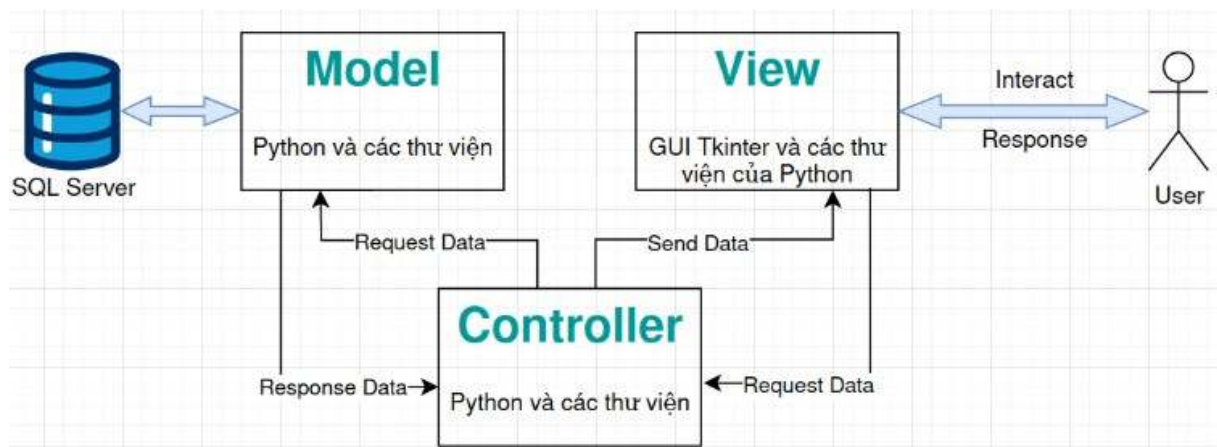 Model
Python và các thư viện
SQL Server
View
GUI Tkinter và các thư
viện của Python
Interact
Response
User
Request Data
Send Data
Controller
Python và các thư viện
Response Data
Request Data